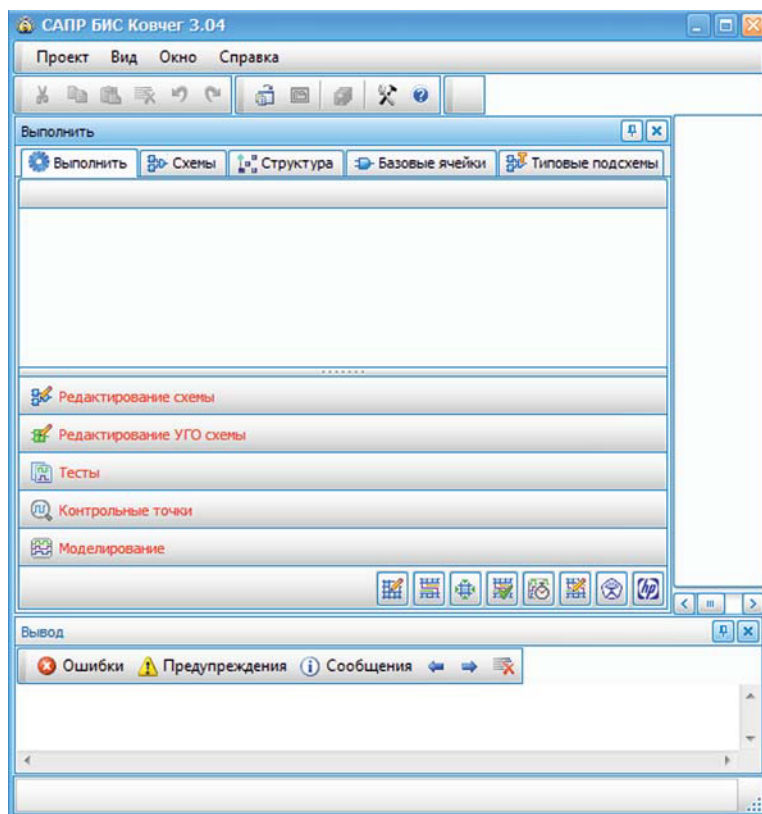 САПР БИС Ковчег 3.04
Проект Вид Окно Справка
Выполнить
Выполнить Схемы Структура Базовые ячейки Типовые подсхемы
Редактирование схемы
Редактирование УГО схемы
Тесты
Контрольные точки
Моделирование
hp
Вывод
Ошибки Предупреждения Сообщения